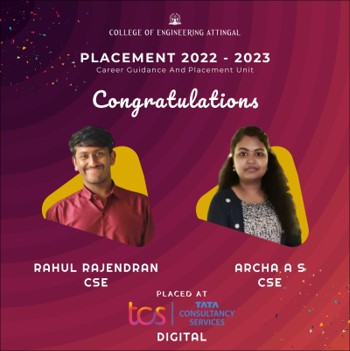 COLLEGE OF ENGINEERING ATTINGAL
PLACEMENT 2022 - 2023
Career Guidance And Placement Unit
Congratulations
RAHUL RAJENDRAN
CSE
ARCHA A S
CSE
PLACED AT
tcs
TATA
CONSULTANCY
SERVICES
DIGITAL